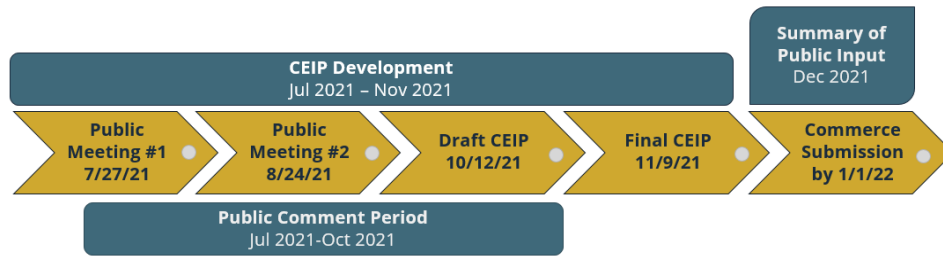 Summary of
Public Input
Dec 2021
CEIP Development
Jul 2021 – Nov 2021
Public
Meeting #1
7/27/21
Public
Meeting #2
8/24/21
Draft CEIP
10/12/21
Final CEIP
11/9/21
Commerce
Submission
by 1/1/22
Public Comment Period
Jul 2021-Oct 2021